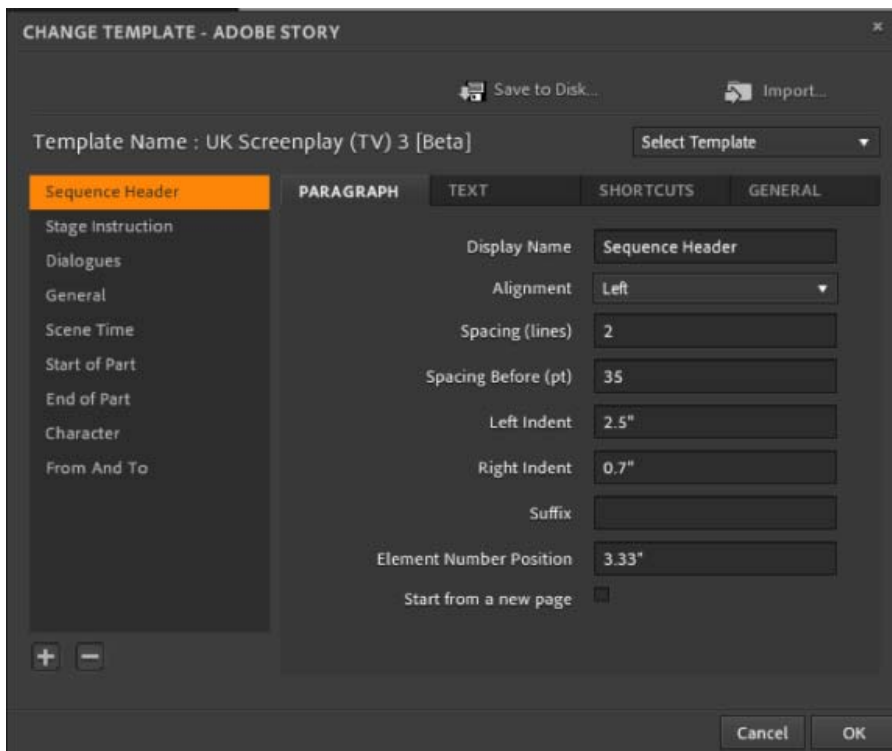 CHANGE TEMPLATE - ADOBE STORY
Save to Disk... Import...
Template Name : UK Screenplay (TV) 3 [Beta] Select Template
Sequence Header
Stage Instruction
Dialogues
General
Scene Time
Start of Part
End of Part
Character
From And To
PARAGRAPH TEXT SHORTCUTS GENERAL
Display Name Sequence Header
Alignment Left
Spacing (lines) 2
Spacing Before (pt) 35
Left Indent 2.5"
Right Indent 0.7"
Suffix
Element Number Position 3.33"
Start from a new page
Cancel OK